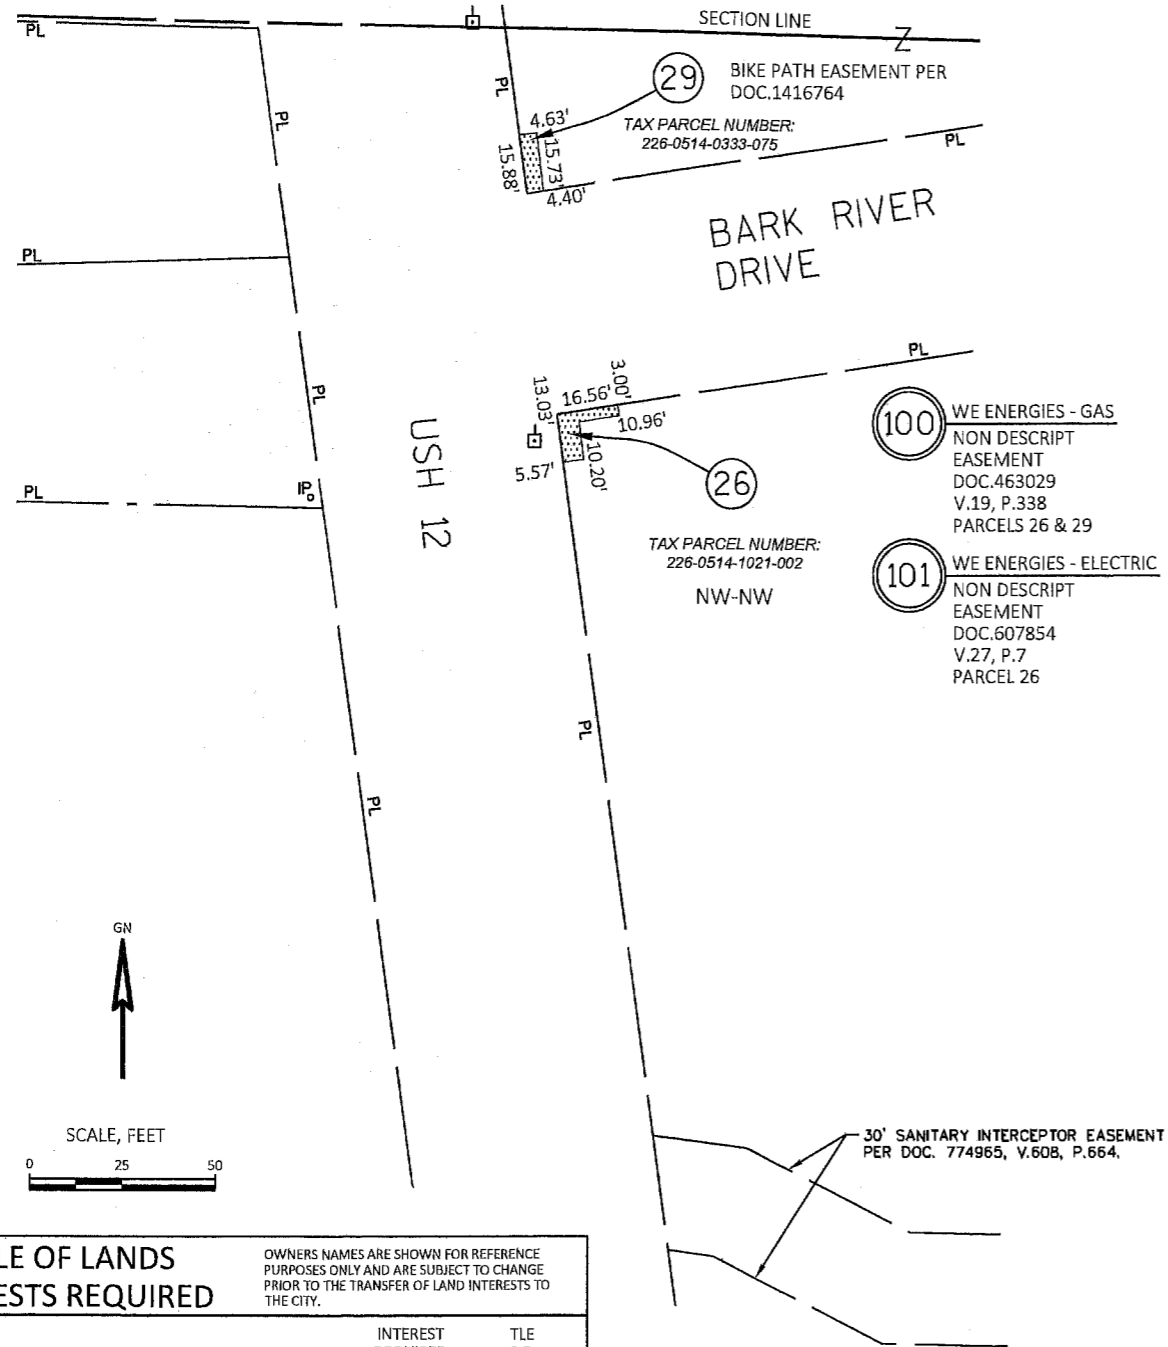 PL
SECTION LINE
Z
29
BIKE PATH EASEMENT PER
DOC.1416764
PL
PL
4.63'
TAX PARCEL NUMBER:
226-0514-0333-075
15.88'
15.73'
4.40'
PL
BARK RIVER
DRIVE
PL
PL
PL
3.00'
13.03'
16.56'
10.96'
5.57'
10.20'
USH 12
26
TAX PARCEL NUMBER:
226-0514-1021-002
NW-NW
100
WE ENERGIES - GAS
NON DESCRIPT
EASEMENT
DOC.463029
V.19, P.338
PARCELS 26 & 29
101
WE ENERGIES - ELECTRIC
NON DESCRIPT
EASEMENT
DOC.607854
V.27, P.7
PARCEL 26
PL
IP
PL
PL
GN
SCALE, FEET
0 25 50
30' SANITARY INTERCEPTOR EASEMENT
PER DOC. 774965, V.608, P.664.
LE OF LANDS
ESTS REQUIRED
OWNERS NAMES ARE SHOWN FOR REFERENCE
PURPOSES ONLY AND ARE SUBJECT TO CHANGE
PRIOR TO THE TRANSFER OF LAND INTERESTS TO
THE CITY.
INTEREST TLE